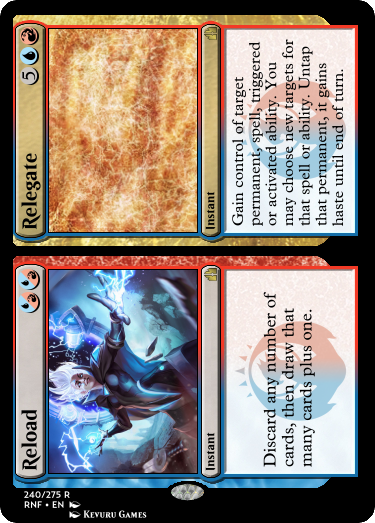 Reload
Instant
Discard any number of
cards, then draw that
many cards plus one.
Relegate
5
Instant
Gain control of target
permanent, spell, triggered
or activated ability. You
may choose new targets for
that spell or ability. Untap
that permanent, it gains
haste until end of turn.
240/275 R
RNF • EN
Kevuru Games